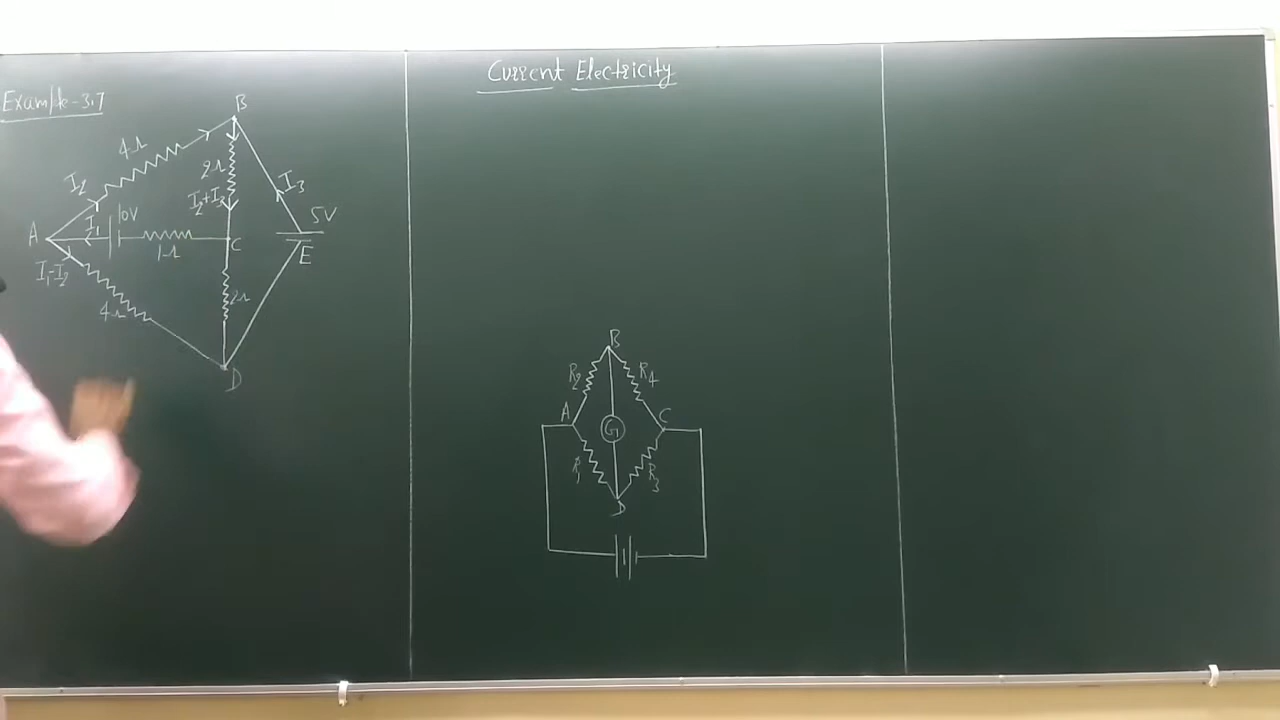 Current Electricity
Example-3.7
B
4Ω
2Ω
I₂
I₂+I₃
I₃
10V
5V
A
I₁
1Ω
C
E
I₁-I₂
4Ω
2Ω
D
B
R₂
R₄
A
G
C
R₁
R₃
D